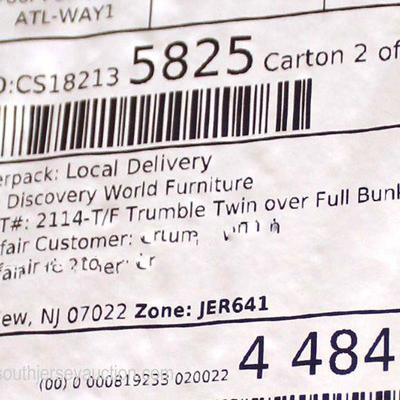 ATL-WAY1
D:CS18213 5825 Carton 2 of
erpack: Local Delivery
Discovery World Furniture
T#: 2114-T/F Trumble Twin over Full Bunk
fair Customer:
ew, NJ 07022 Zone: JER641
southjerseyauction.com
(00) 0 000819233 020022 4 484